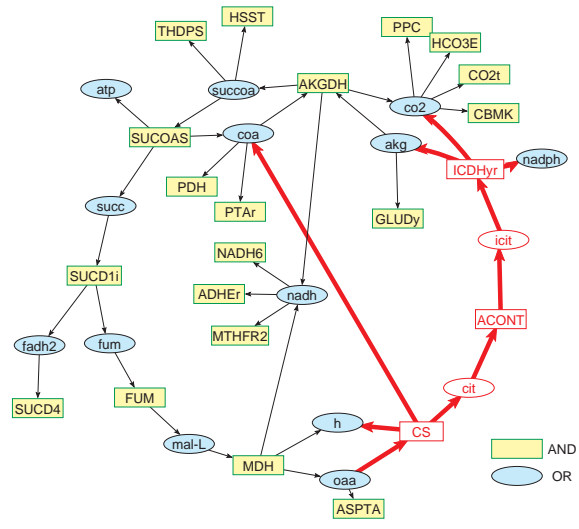 HSST
THDPS
PPC
HCO3E
CO2t
atp
succoa
AKGDH
co2
CBMK
SUCOAS
coa
akg
nadph
ICDHyr
PDH
succ
PTAr
GLUDy
icit
NADH6
SUCD1i
ADHEr
nadh
ACONT
MTHFR2
fadh2
fum
cit
FUM
SUCD4
h
CS
mal-L
AND
MDH
oaa
OR
ASPTA